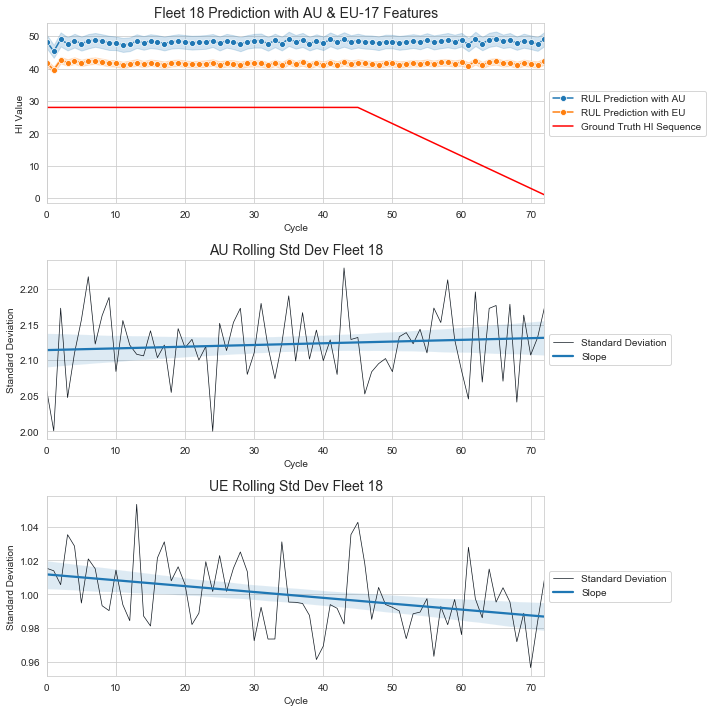 Fleet 18 Prediction with AU & EU-17 Features
50
40
30
20
10
0
HI Value
0 10 20 30 40 50 60 70
Cycle
RUL Prediction with AU
RUL Prediction with EU
Ground Truth HI Sequence
AU Rolling Std Dev Fleet 18
2.20
2.15
2.10
2.05
2.00
Standard Deviation
0 10 20 30 40 50 60 70
Cycle
Standard Deviation
Slope
UE Rolling Std Dev Fleet 18
1.04
1.02
1.00
0.98
0.96
Standard Deviation
0 10 20 30 40 50 60 70
Cycle
Standard Deviation
Slope